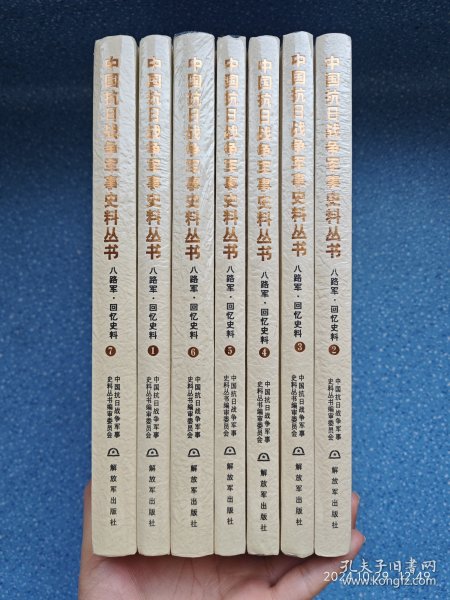 中国抗日战争军事史料丛书
八路军·回忆史料
7
中国抗日战争军事
史料丛书编审委员会
解放军出版社
中国抗日战争军事史料丛书
八路军·回忆史料
1
中国抗日战争军事
史料丛书编审委员会
解放军出版社
中国抗日战争军事史料丛书
八路军·回忆史料
6
中国抗日战争军事
史料丛书编审委员会
解放军出版社
中国抗日战争军事史料丛书
八路军·回忆史料
5
中国抗日战争军事
史料丛书编审委员会
解放军出版社
中国抗日战争军事史料丛书
八路军·回忆史料
4
中国抗日战争军事
史料丛书编审委员会
解放军出版社
中国抗日战争军事史料丛书
八路军·回忆史料
3
中国抗日战争军事
史料丛书编审委员会
解放军出版社
中国抗日战争军事史料丛书
八路军·回忆史料
2
中国抗日战争军事
史料丛书编审委员会
解放军出版社
孔夫子旧书网